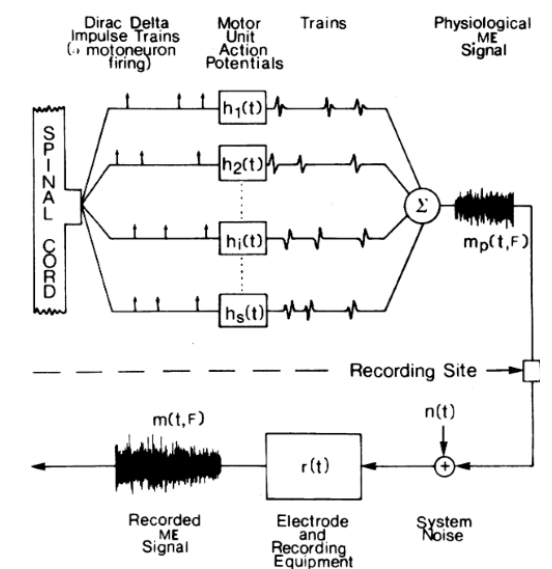 Dirac Delta
Impulse Trains
motoneuron
firing)
Motor
Unit
Action
Potentials
Trains
Physiological
ME
Signal
SPINAL CORD
h₁(t)
h₂(t)
hᵢ(t)
hₛ(t)
Σ
mₚ(t,F)
Recording Site
n(t)
m(t,F)
r(t)
+
Recorded
ME
Signal
Electrode
and
Recording
Equipment
System
Noise